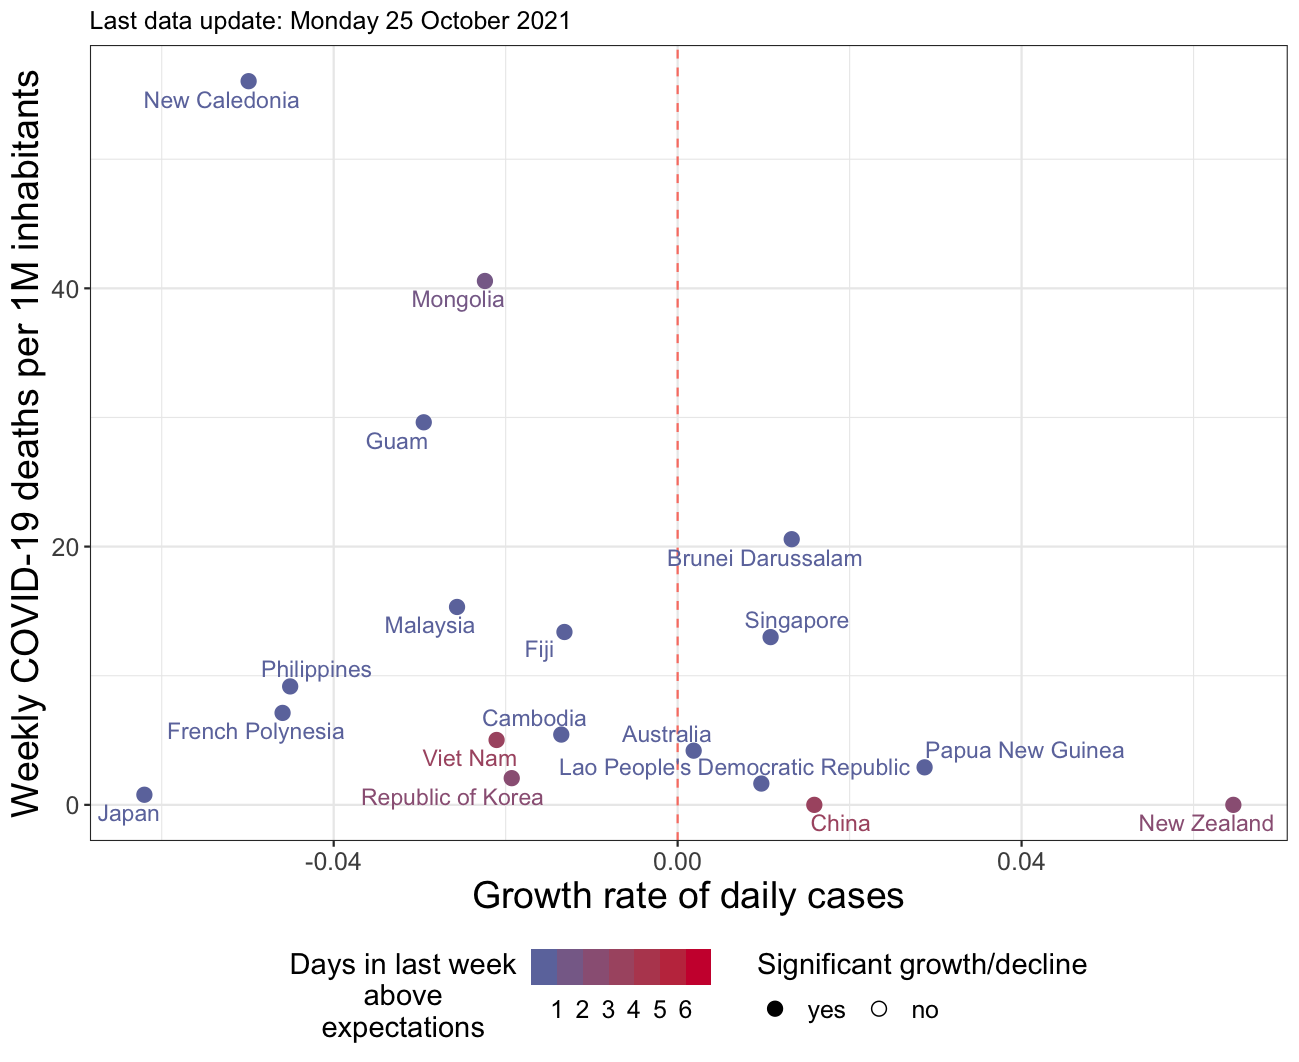 Last data update: Monday 25 October 2021
Weekly COVID-19 deaths per 1M inhabitants
New Caledonia
40
Mongolia
Guam
20
Brunei Darussalam
Malaysia
Singapore
Fiji
Philippines
French Polynesia
Cambodia
Australia
Viet Nam
Papua New Guinea
Lao People's Democratic Republic
Republic of Korea
0
Japan
China
New Zealand
-0.04
0.00
0.04
Growth rate of daily cases
Days in last week
above
expectations
1 2 3 4 5 6
Significant growth/decline
yes
no